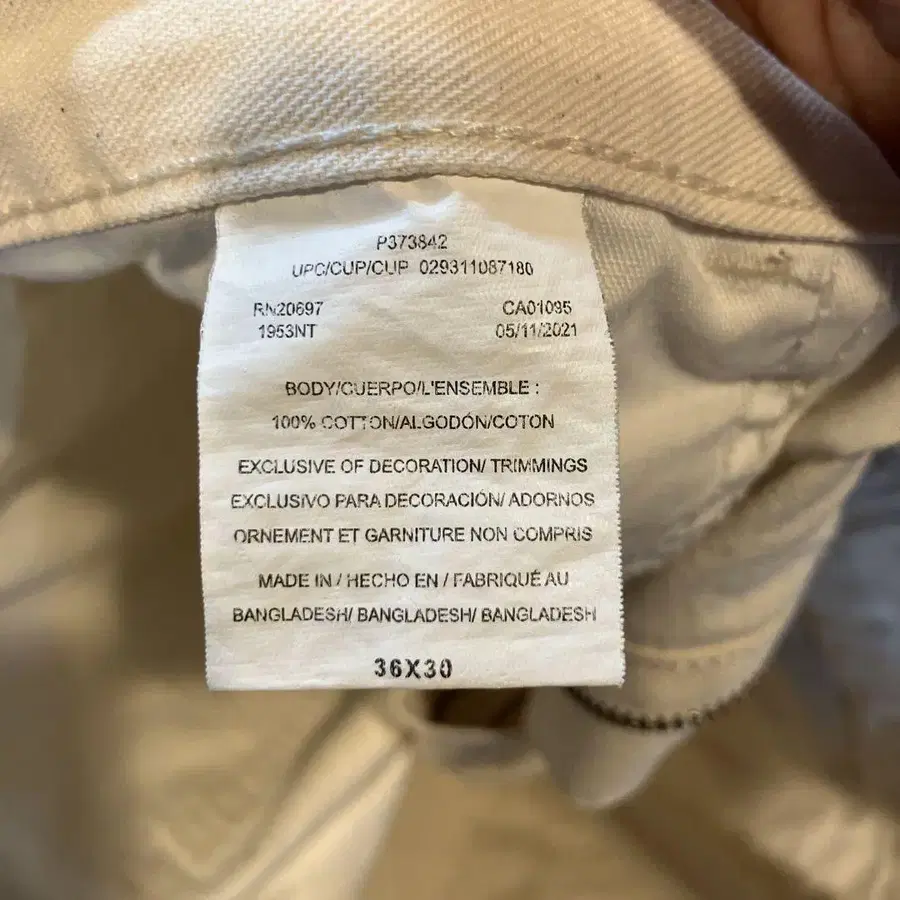 P373842
UPC/CUP/CUP 029311087180
RN20697 CA01095
1953NT 05/11/2021
BODY/CUERPO/L'ENSEMBLE :
100% COTTON/ALGODÓN/COTON
EXCLUSIVE OF DECORATION/ TRIMMINGS
EXCLUSIVO PARA DECORACIÓN/ ADORNOS
ORNEMENT ET GARNITURE NON COMPRIS
MADE IN / HECHO EN / FABRIQUÉ AU
BANGLADESH/ BANGLADESH/ BANGLADESH
36X30